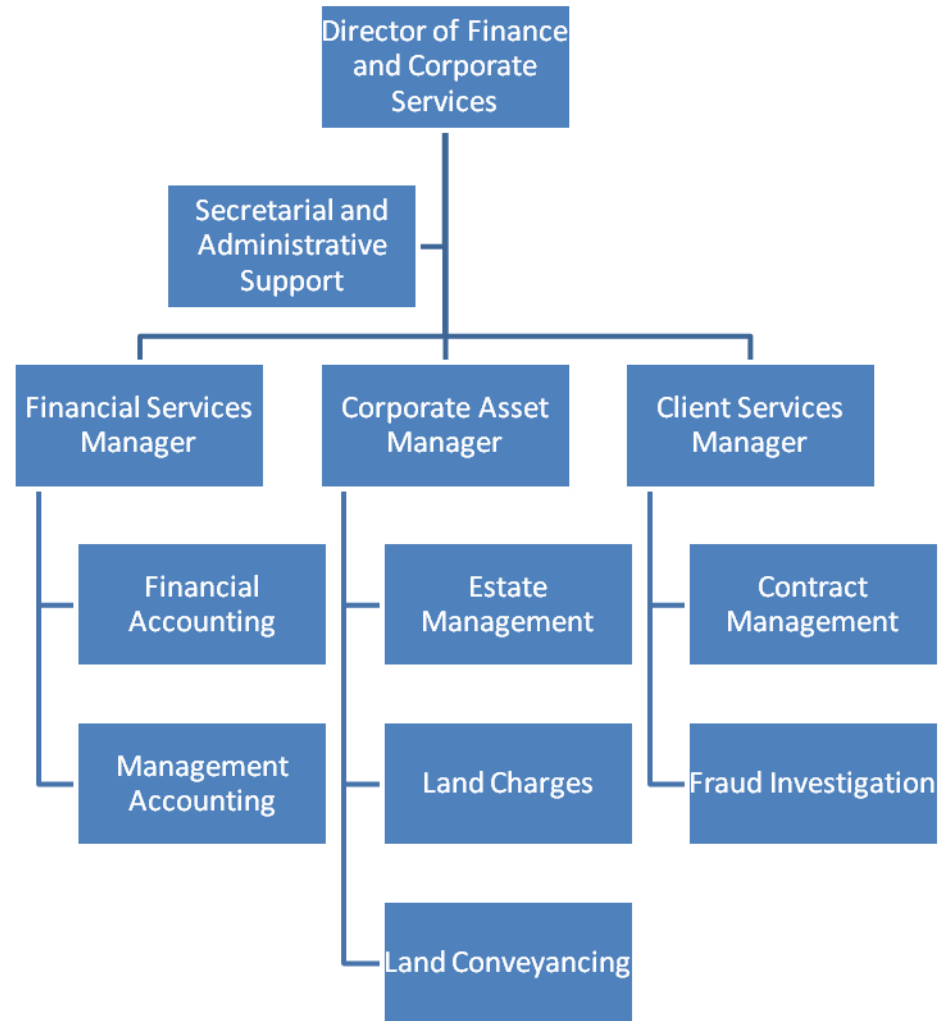 Director of Finance
and Corporate
Services
Secretarial and
Administrative
Support
Financial Services
Manager
Corporate Asset
Manager
Client Services
Manager
Financial
Accounting
Estate
Management
Contract
Management
Management
Accounting
Land Charges
Fraud Investigation
Land Conveyancing